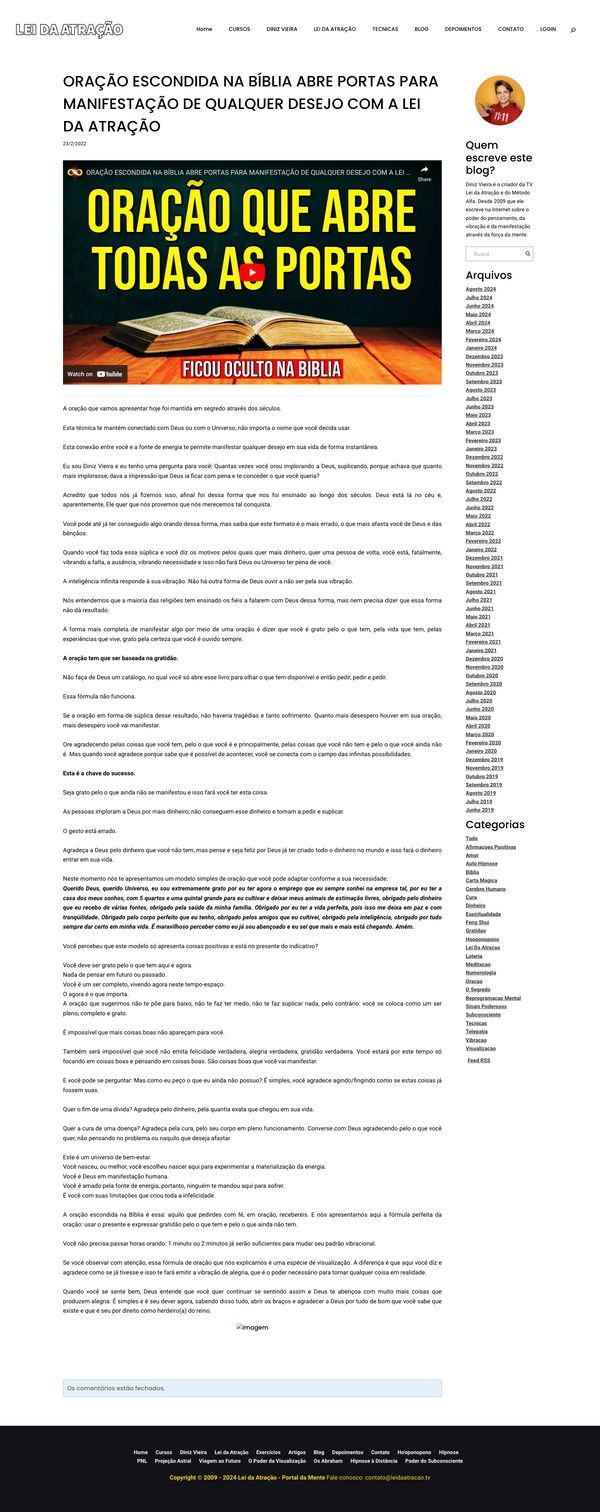 LEI DA ATRAÇÃO
Home CURSOS DINIZ VIEIRA LEI DA ATRAÇÃO TECNICAS BLOG DEPOIMENTOS CONTATO LOGIN
ORAÇÃO ESCONDIDA NA BÍBLIA ABRE PORTAS PARA
MANIFESTAÇÃO DE QUALQUER DESEJO COM A LEI
DA ATRAÇÃO
23/2/2022
ORAÇÃO ESCONDIDA NA BÍBLIA ABRE PORTAS PARA MANIFESTAÇÃO DE QUALQUER DESEJO COM A LEI ...
Share
ORAÇÃO QUE ABRE
TODAS AS PORTAS
FICOU OCULTO NA BIBLIA
Watch on YouTube
A oração que vamos apresentar hoje foi mantida em segredo através dos séculos.
Esta técnica te mantém conectado com Deus ou com o Universo, não importa o nome que você decida usar.
Esta conexão entre você e a fonte de energia te permite manifestar qualquer desejo em sua vida de forma instantânea.
Eu sou Diniz Vieira e eu tenho uma pergunta para você: Quantas vezes você orou implorando a Deus, suplicando, porque achava que quanto
mais implorasse, dava a impressão que Deus ia ficar com pena e te conceder o que você queria?
Acredito que todos nós já fizemos isso, afinal foi dessa forma que nos foi ensinado ao longo dos séculos. Deus está lá no céu e,
aparentemente, Ele quer que nós provemos que nós merecemos tal conquista.
Você pode até já ter conseguido algo orando dessa forma, mas saiba que este formato é o mais errado, o que mais afasta você de Deus e das
bênçãos.
Quando você faz toda essa súplica e você diz os motivos pelos quais quer mais dinheiro, quer uma pessoa de volta, você está, fatalmente,
vibrando a falta, a ausência, vibrando necessidade e isso não fará Deus ou Universo ter pena de você.
A inteligência infinita responde à sua vibração. Não há outra forma de Deus ouvir a não ser pela sua vibração.
Nós entendemos que a maioria das religiões tem ensinado os fiéis a falarem com Deus dessa forma, mas nem precisa dizer que essa forma
não dá resultado.
A forma mais completa de manifestar algo por meio de uma oração é dizer que você é grato pelo o que tem, pela vida que tem, pelas
experiências que vive, grato pela certeza que você é ouvido sempre.
A oração tem que ser baseada na gratidão.
Não faça de Deus um catálogo, no qual você só abre esse livro para olhar o que tem disponível e então pedir, pedir e pedir.
Essa fórmula não funciona.
Se a oração em forma de súplica desse resultado, não haveria tragédias e tanto sofrimento. Quanto mais desespero houver em sua oração,
mais desespero você vai manifestar.
Ore agradecendo pelas coisas que você tem, pelo o que você é e principalmente, pelas coisas que você não tem e pelo o que você ainda não
é. Mas quando você agradece porque sabe que é possível de acontecer, você se conecta com o campo das infinitas possibilidades.
Esta é a chave do sucesso.
Seja grato pelo o que ainda não se manifestou e isso fará você ter esta coisa.
As pessoas imploram a Deus por mais dinheiro, não conseguem esse dinheiro e tornam a pedir e suplicar.
O gesto está errado.
Agradeça a Deus pelo dinheiro que você não tem, mas pense e seja feliz por Deus já ter criado todo o dinheiro no mundo e isso fará o dinheiro
entrar em sua vida.
Neste momento nós te apresentamos um modelo simples de oração que você pode adaptar conforme a sua necessidade:
Querido Deus, querido Universo, eu sou extremamente grato por eu ter agora o emprego que eu sempre sonhei na empresa tal, por eu ter a
casa dos meus sonhos, com 5 quartos e uma quintal grande para eu cultivar e deixar meus animais de estimação livres, obrigado pelo dinheiro
que eu recebo de várias fontes, obrigado pela saúde da minha família. Obrigado por eu ter a vida perfeita, pois isso me deixa em paz e com
tranqüilidade. Obrigado pelo corpo perfeito que eu tenho, obrigado pelos amigos que eu cultivei, obrigado pela inteligência, obrigado por tudo
sempre dar certo em minha vida. É maravilhoso perceber como eu já sou abençoado e eu sei que mais e mais está chegando. Amém.
Você percebeu que este modelo só apresenta coisas positivas e está no presente do indicativo?
Você deve ser grato pelo o que tem aqui e agora.
Nada de pensar em futuro ou passado.
Você é um ser completo, vivendo agora neste tempo-espaço.
O agora é o que importa.
A oração que sugerimos não te põe para baixo, não te faz ter medo, não te faz suplicar nada, pelo contrário: você se coloca como um ser
pleno, completo e grato.
É impossível que mais coisas boas não apareçam para você.
Também será impossível que você não emita felicidade verdadeira, alegria verdadeira, gratidão verdadeira. Você estará por este tempo só
focando em coisas boas e pensando em coisas boas. São coisas boas que você vai manifestar.
E você pode se perguntar: Mas como eu peço o que eu ainda não possuo? É simples, você agradece agindo/fingindo como se estas coisas já
fossem suas.
Quer o fim de uma dívida? Agradeça pelo dinheiro, pela quantia exata que chegou em sua vida.
Quer a cura de uma doença? Agradeça pela cura, pelo seu corpo em pleno funcionamento. Converse com Deus agradecendo pelo o que você
quer, não pensando no problema ou naquilo que deseja afastar.
Este é um universo de bem-estar.
Você nasceu, ou melhor, você escolheu nascer aqui para experimentar a materialização da energia.
Você é Deus em manifestação humana.
Você é amado pela fonte de energia, portanto, ninguém te mandou aqui para sofrer.
É você com suas limitações que criou toda a infelicidade.
A oração escondida na Bíblia é essa: aquilo que pedirdes com fé, em oração, recebereis. E nós apresentamos aqui a fórmula perfeita da
oração: usar o presente e expressar gratidão pelo o que tem e pelo o que ainda não tem.
Você não precisa passar horas orando: 1 minuto ou 2 minutos já serão suficientes para mudar seu padrão vibracional.
Se você observar com atenção, essa fórmula de oração que nós explicamos é uma espécie de visualização. A diferença é que aqui você diz e
agradece como se já tivesse e isso te fará emitir a vibração de alegria, que é o poder necessário para tornar qualquer coisa em realidade.
Quando você se sente bem, Deus entende que você quer continuar se sentindo assim e Deus te abençoa com muito mais coisas que
produzem alegria. É simples e é seu dever agora, sabendo disso tudo, abrir os braços e agradecer a Deus por tudo de bom que você sabe que
existe e que é seu por direito como herdeiro(a) do reino.
Imagem
Os comentários estão fechados.
11:11
Quem
escreve este
blog?
Diniz Vieira é o criador da TV
Lei da Atração e do Método
Alfa. Desde 2009 que ele
escreve na Internet sobre o
poder do pensamento, da
vibração e da manifestação
através da força da mente.
Busca
Arquivos
Agosto 2024
Julho 2024
Junho 2024
Maio 2024
Abril 2024
Março 2024
Fevereiro 2024
Janeiro 2024
Dezembro 2023
Novembro 2023
Outubro 2023
Setembro 2023
Agosto 2023
Julho 2023
Junho 2023
Maio 2023
Abril 2023
Março 2023
Fevereiro 2023
Janeiro 2023
Dezembro 2022
Novembro 2022
Outubro 2022
Setembro 2022
Agosto 2022
Julho 2022
Junho 2022
Maio 2022
Abril 2022
Março 2022
Fevereiro 2022
Janeiro 2022
Dezembro 2021
Novembro 2021
Outubro 2021
Setembro 2021
Agosto 2021
Julho 2021
Junho 2021
Maio 2021
Abril 2021
Março 2021
Fevereiro 2021
Janeiro 2021
Dezembro 2020
Novembro 2020
Outubro 2020
Setembro 2020
Agosto 2020
Julho 2020
Junho 2020
Maio 2020
Abril 2020
Março 2020
Fevereiro 2020
Janeiro 2020
Dezembro 2019
Novembro 2019
Outubro 2019
Setembro 2019
Agosto 2019
Julho 2019
Junho 2019
Categorias
Tudo
Afirmacoes Positivas
Amor
Auto Hipnose
Biblia
Carta Magica
Cerebro Humano
Cura
Dinheiro
Espiritualidade
Feng Shui
Gratidao
Hooponopono
Lei Da Atracao
Loteria
Meditacao
Numerologia
Oracao
O Segredo
Reprogramacao Mental
Sinais Poderosos
Subconsciente
Tecnicas
Telepatia
Vibracao
Visualizacao
Feed RSS
Home Cursos Diniz Vieira Lei da Atração Exercícios Artigos Blog Depoimentos Contato Ho'oponopono Hipnose
PNL Projeção Astral Viagem ao Futuro O Poder da Visualização Os Abraham Hipnose à Distância Poder do Subconsciente
Copyright © 2009 - 2024 Lei da Atração - Portal da Mente Fale conosco: contato@leidaatracao.tv